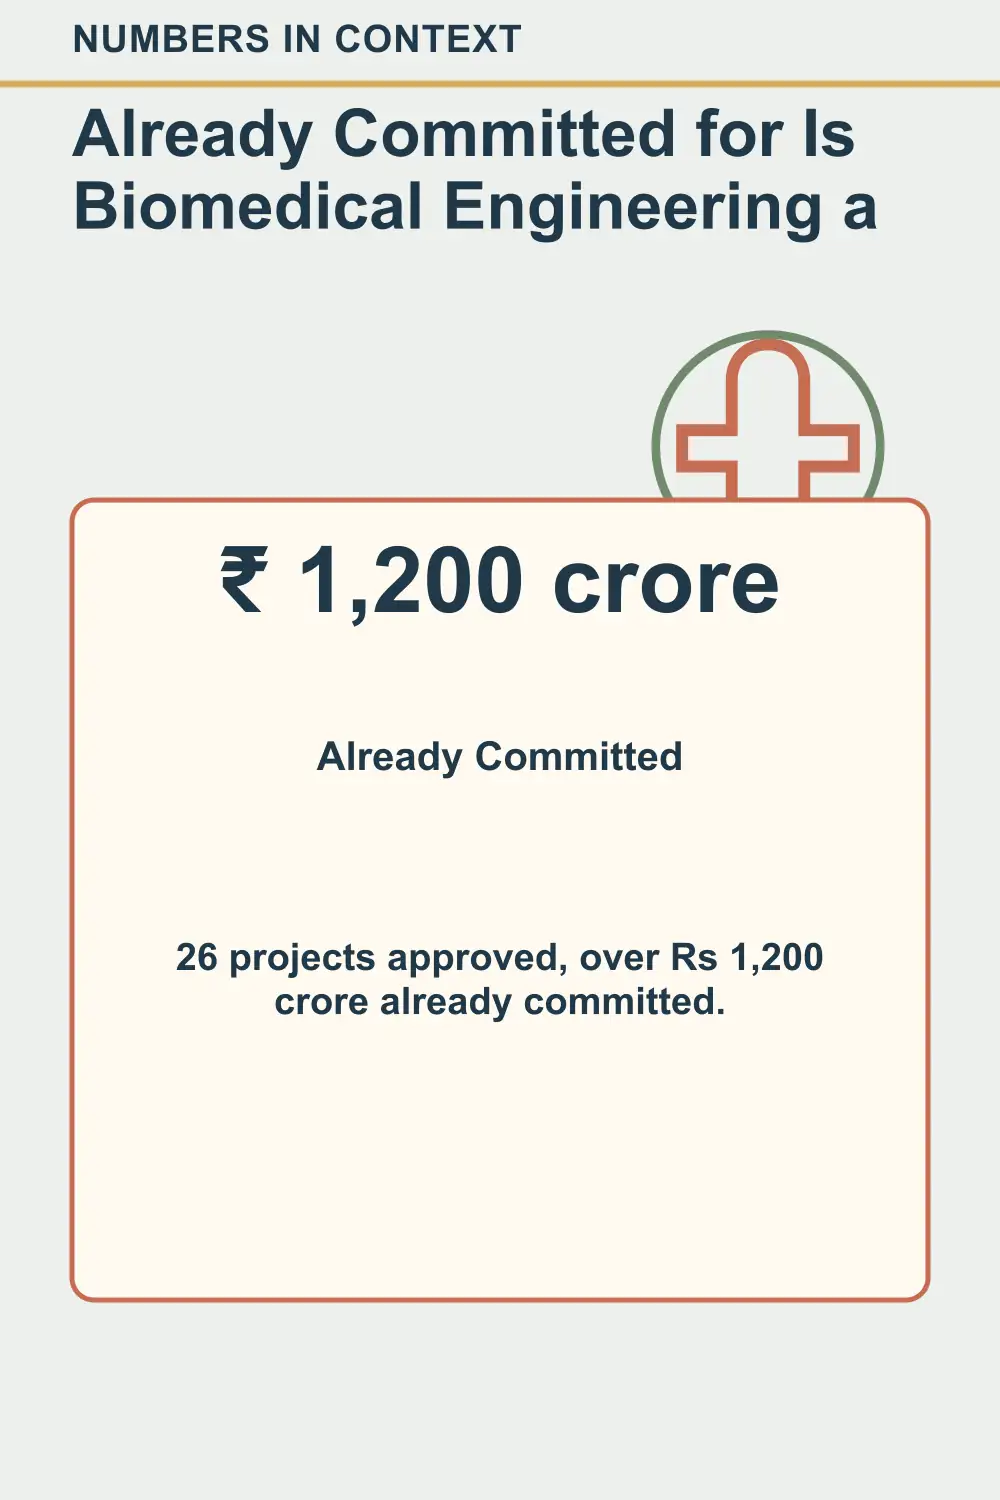 NUMBERS IN CONTEXT
Already Committed for Is
Biomedical Engineering a
₹ 1,200 crore
Already Committed
26 projects approved, over Rs 1,200
crore already committed.